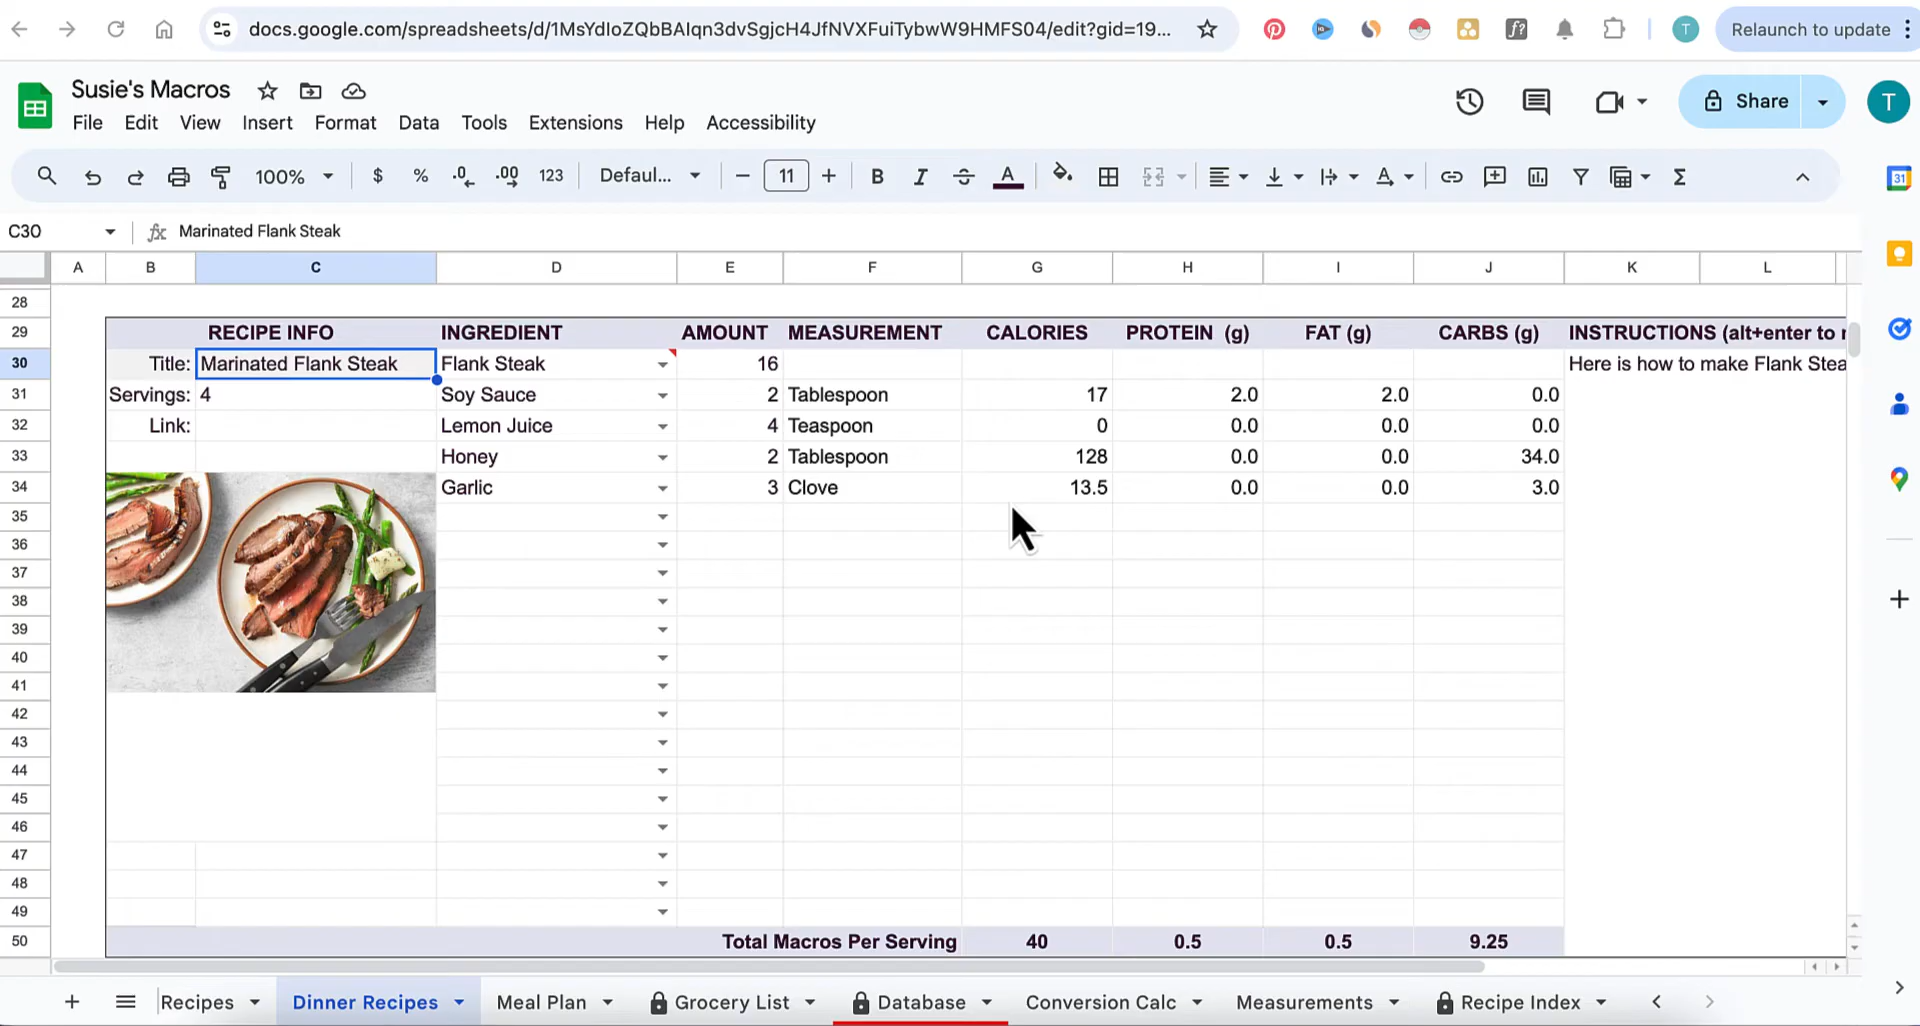 docs.google.com/spreadsheets/d/1MsYdIoZQbBAIqn3dvSgjcH4JfNVXFuiTybwW9HMFS04/edit?gid=19...
T
Relaunch to update
Susie's Macros
File Edit View Insert Format Data Tools Extensions Help Accessibility
Share
T
100% $ % .0 .00 123 Defaul... 11 B I A Σ
31
C30 fx Marinated Flank Steak
A B C D E F G H I J K L
28
29 RECIPE INFO INGREDIENT AMOUNT MEASUREMENT CALORIES PROTEIN (g) FAT (g) CARBS (g) INSTRUCTIONS (alt+enter to
30 Title: Marinated Flank Steak Flank Steak 16 Here is how to make Flank Stea
31 Servings: 4 Soy Sauce 2 Tablespoon 17 2.0 2.0 0.0
32 Link: Lemon Juice 4 Teaspoon 0 0.0 0.0 0.0
33 Honey 2 Tablespoon 128 0.0 0.0 34.0
34 Garlic 3 Clove 13.5 0.0 0.0 3.0
35
36
37
38
39
40
41
42
43
44
45
46
47
48
49
50 Total Macros Per Serving 40 0.5 0.5 9.25
Recipes Dinner Recipes Meal Plan Grocery List Database Conversion Calc Measurements Recipe Index